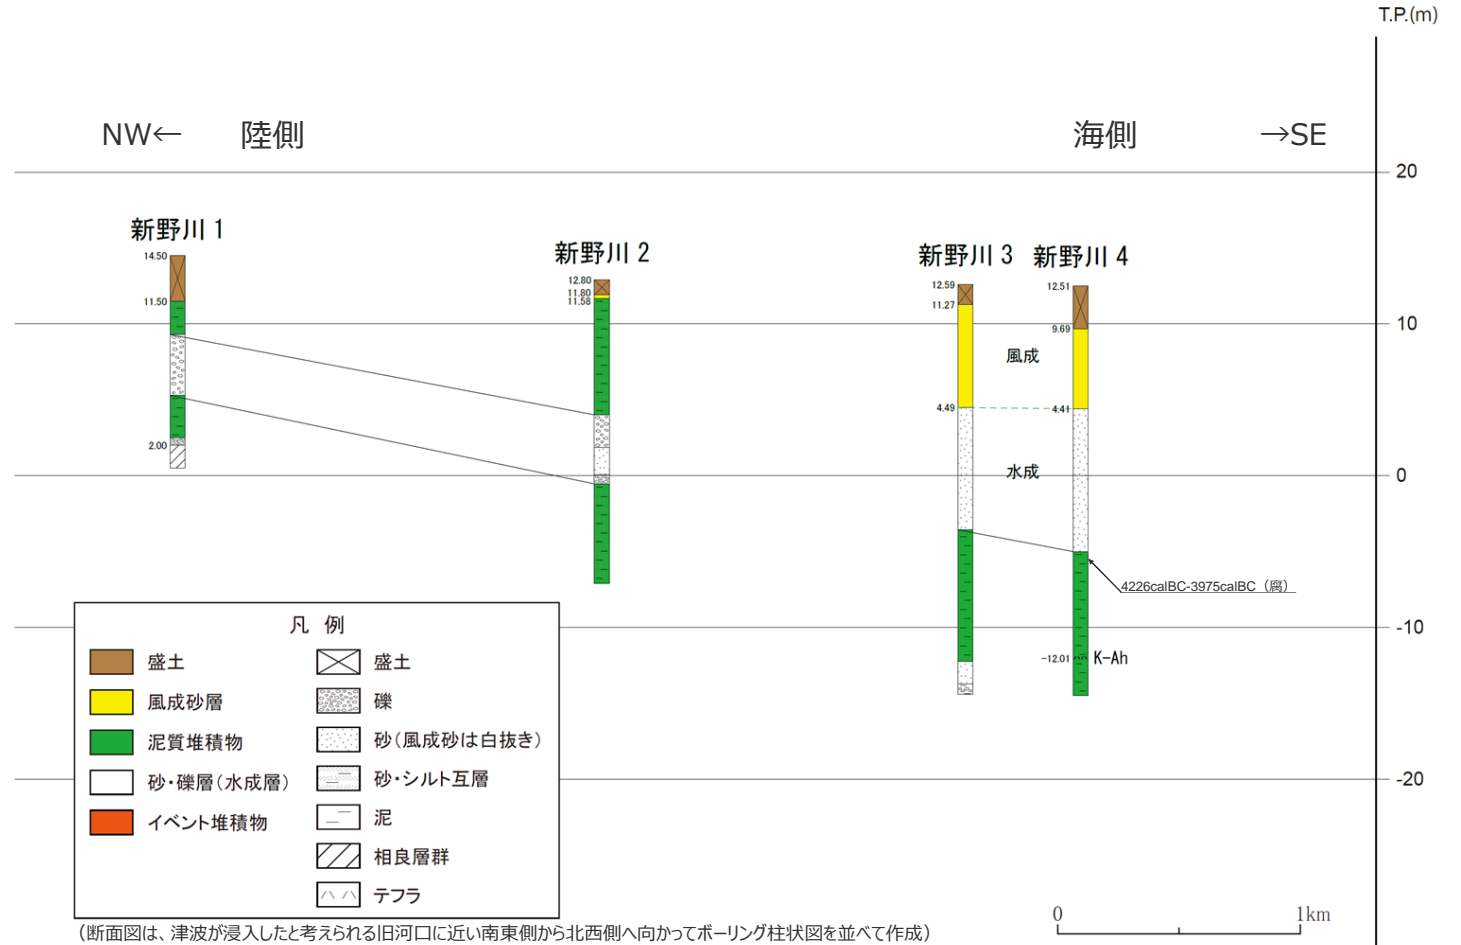 T.P.(m)
NW← 陸側 海側 →SE
20
新野川 1
新野川 2
新野川 3
新野川 4
14.50
11.50
2.00
12.80
11.80
11.58
12.59
11.27
4.49
12.51
9.69
4.41
10
風成
水成
0
4226calBC-3975calBC（腐）
-10
-12.01
K-Ah
-20
凡 例
盛土
風成砂層
泥質堆積物
砂・礫層(水成層)
イベント堆積物
盛土
礫
砂(風成砂は白抜き)
砂・シルト互層
泥
相良層群
テフラ
0 1km
(断面図は、津波が浸入したと考えられる旧河口に近い南東側から北西側へ向かってボーリング柱状図を並べて作成)